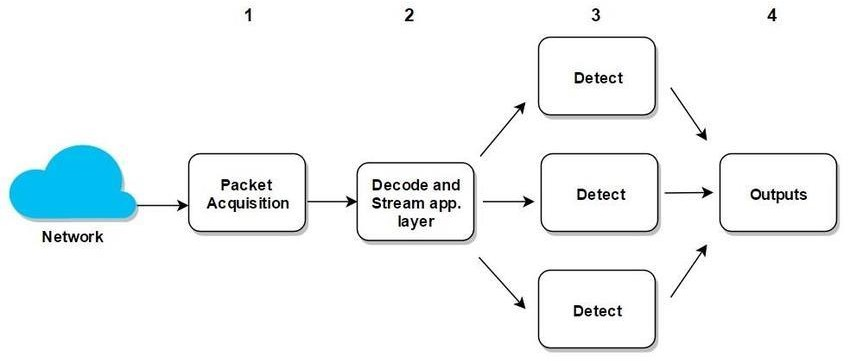 1 2 3 4
Network
Packet
Acquisition
Decode and
Stream app.
layer
Detect
Detect
Detect
Outputs